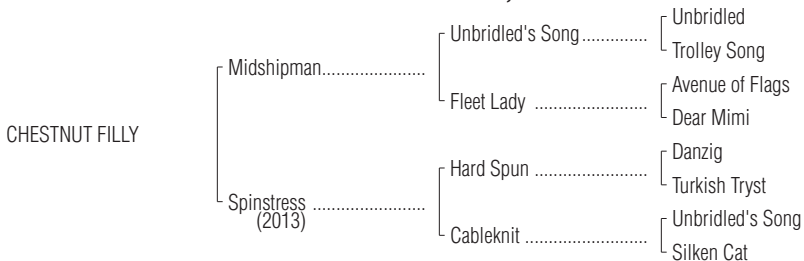 Unbridled
Unbridled's Song ..............
Trolley Song
Midshipman.......................
Avenue of Flags
Fleet Lady ........................
Dear Mimi
CHESTNUT FILLY
Danzig
Hard Spun ........................
Turkish Tryst
Spinstress ........................
(2013)
Unbridled's Song
Cableknit ..........................
Silken Cat